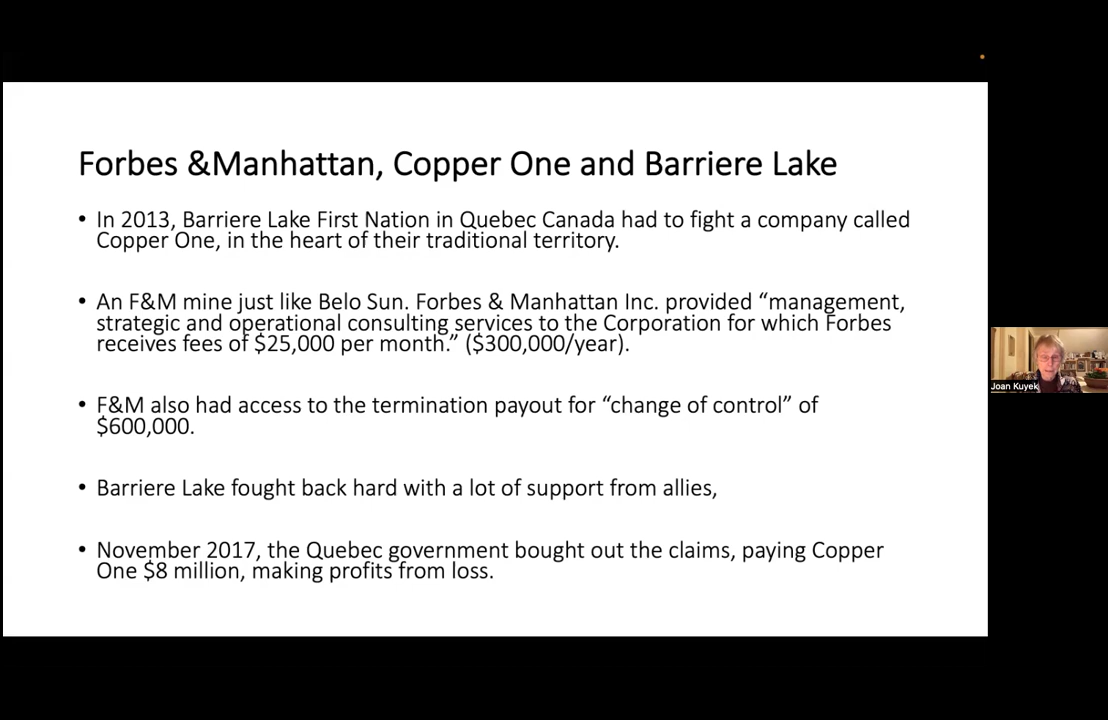 Forbes &Manhattan, Copper One and Barriere Lake
• In 2013, Barriere Lake First Nation in Quebec Canada had to fight a company called
Copper One, in the heart of their traditional territory.
• An F&M mine just like Belo Sun. Forbes & Manhattan Inc. provided “management,
strategic and operational consulting services to the Corporation for which Forbes
receives fees of $25,000 per month.” ($300,000/year).
• F&M also had access to the termination payout for “change of control” of
$600,000.
• Barriere Lake fought back hard with a lot of support from allies,
• November 2017, the Quebec government bought out the claims, paying Copper
One $8 million, making profits from loss.
Joan Kuyek